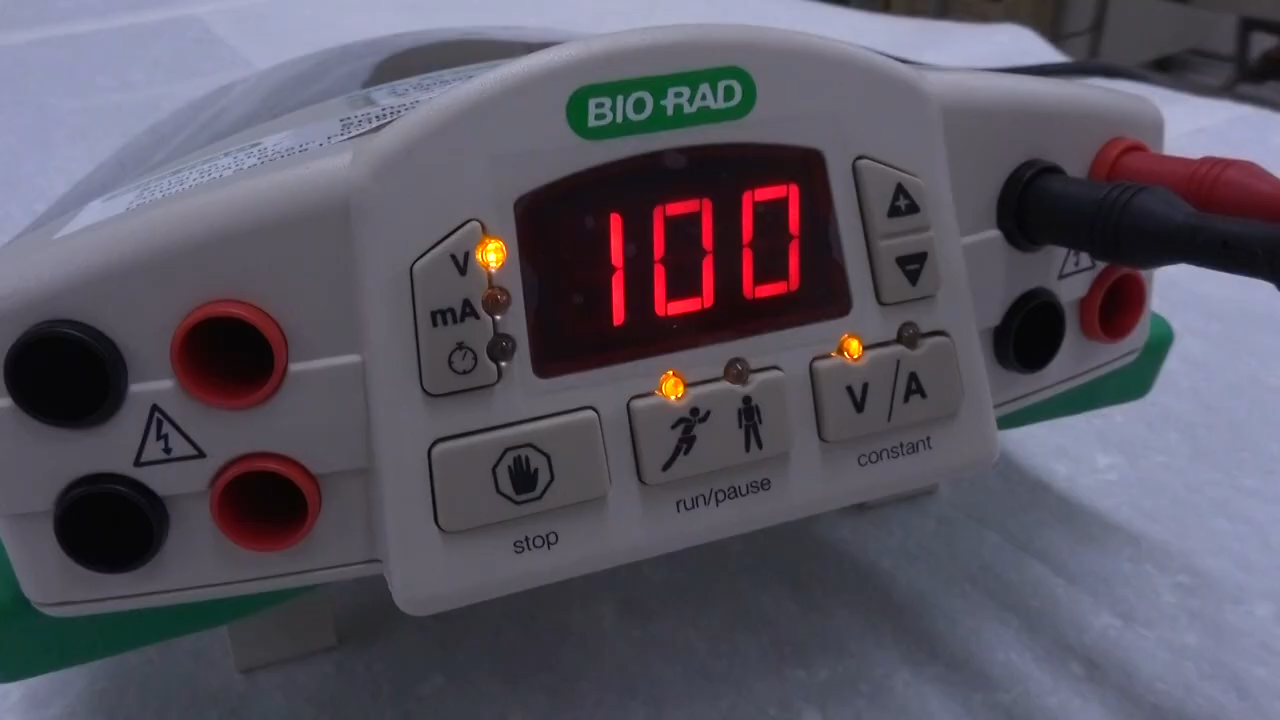 BIO-RAD
100
V
mA
V/A
constant
run/pause
stop